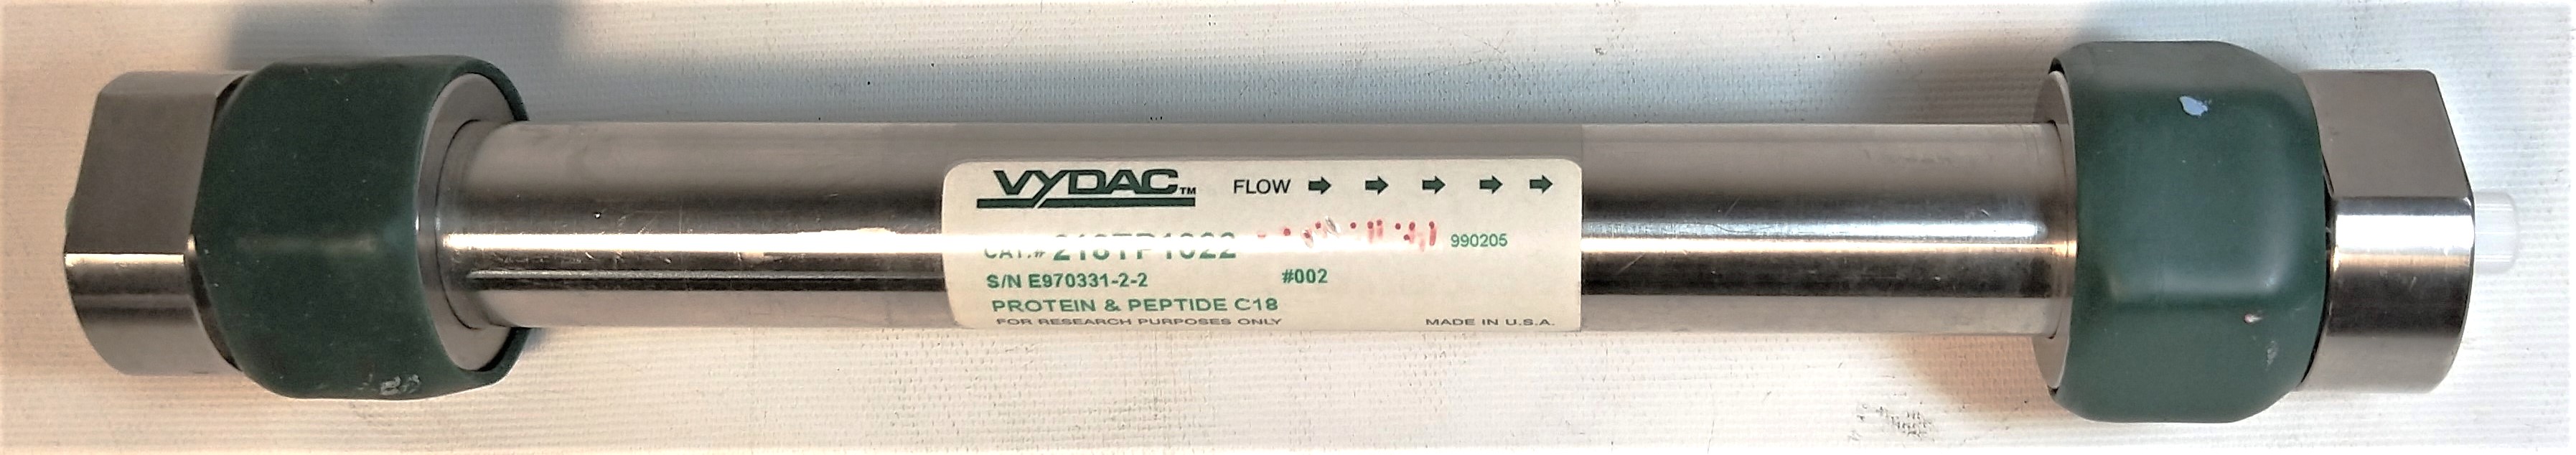 VYDAC™ FLOW → → → → →
CAT.# 218TP1022 990205
S/N E970331-2-2 #002
PROTEIN & PEPTIDE C18
FOR RESEARCH PURPOSES ONLY MADE IN U.S.A.